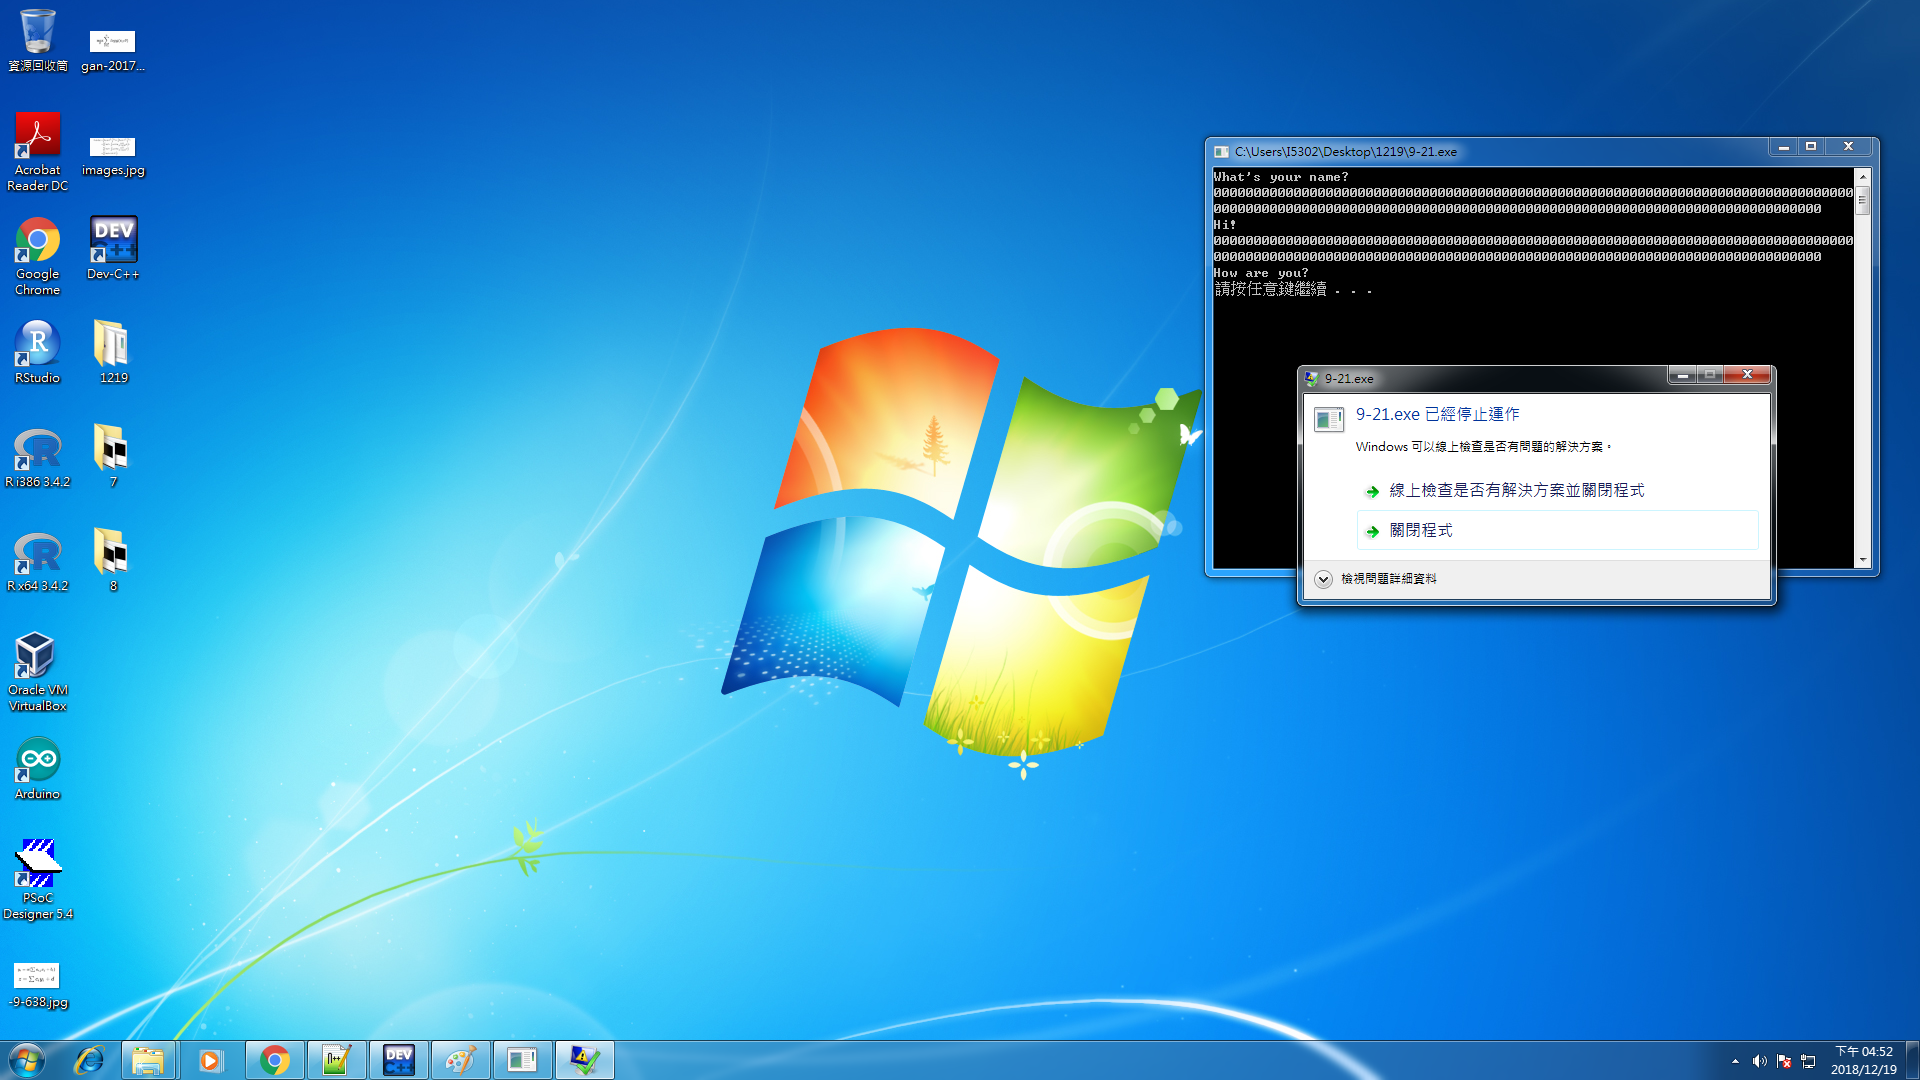 資源回收筒
gan-2017...
Acrobat
Reader DC
images.jpg
Google
Chrome
Dev-C++
RStudio
1219
R i386 3.4.2
7
R x64 3.4.2
8
Oracle VM
VirtualBox
Arduino
PSoC
Designer 5.4
-9-638.jpg
DEV
C++
C:\Users\I5302\Desktop\1219\9-21.exe
What's your name?
00000000000000000000000000000000000000000000000000000000000000000000000000000000
0000000000000000000000000000000000000000000000000000000000000000000000000000
Hi!
00000000000000000000000000000000000000000000000000000000000000000000000000000000
0000000000000000000000000000000000000000000000000000000000000000000000000000
How are you?
請按任意鍵繼續 . . .
9-21.exe
9-21.exe 已經停止運作
Windows 可以線上檢查是否有問題的解決方案。
線上檢查是否有解決方案並關閉程式
關閉程式
檢視問題詳細資料
DEV
C++
下午 04:52
2018/12/19